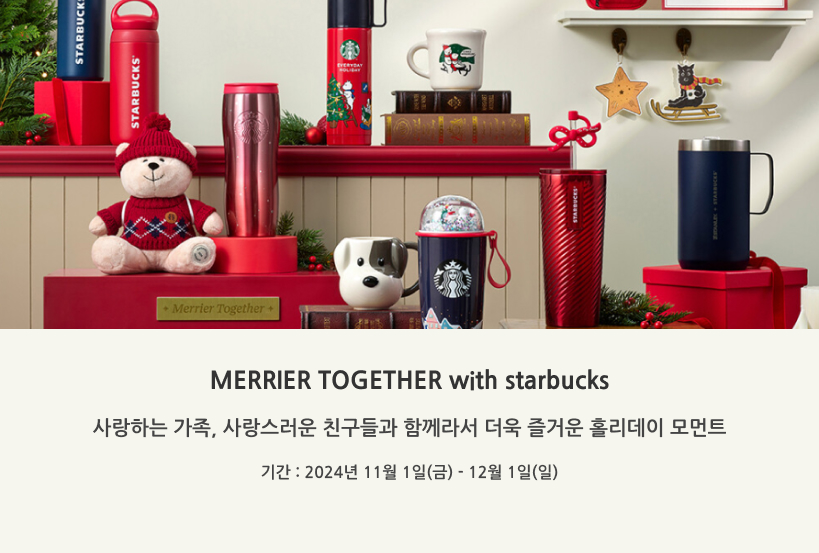 STARBUCKS
STARBUCKS
EVERYDAY
HOLIDAY
STARBUCKS
Merrier Together
MERRIER TOGETHER with starbucks
사랑하는 가족, 사랑스러운 친구들과 함께라서 더욱 즐거운 홀리데이 모먼트
기간 : 2024년 11월 1일(금) - 12월 1일(일)